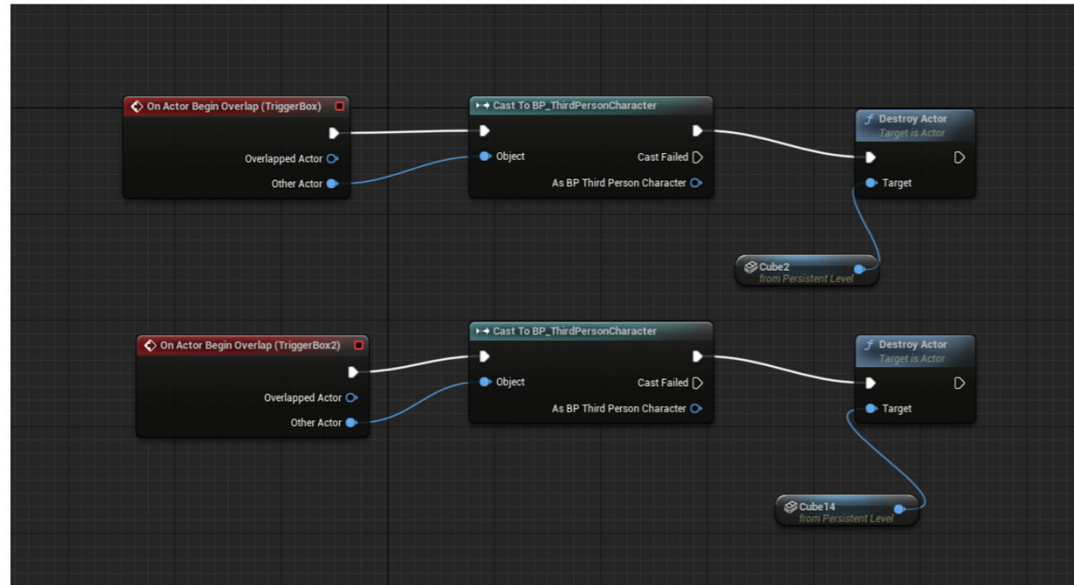 On Actor Begin Overlap (TriggerBox)
Overlapped Actor
Other Actor
Cast To BP_ThirdPersonCharacter
Object
Cast Failed
As BP Third Person Character
Destroy Actor
Target is Actor
Target
Cube2
from Persistent Level
On Actor Begin Overlap (TriggerBox2)
Overlapped Actor
Other Actor
Cast To BP_ThirdPersonCharacter
Object
Cast Failed
As BP Third Person Character
Destroy Actor
Target is Actor
Target
Cube14
from Persistent Level